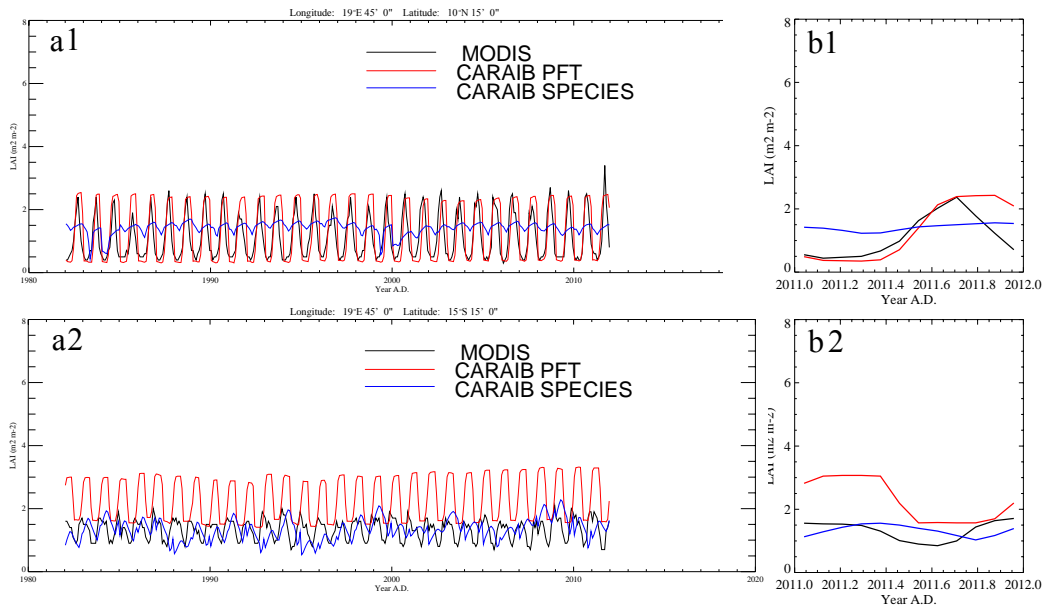 Longitude: 19°E 45' 0" Latitude: 10°N 15' 0"
a1
MODIS
CARAIB PFT
CARAIB SPECIES
LAI (m2 m-2)
8
6
4
2
0
1980 1990 2000 2010
Year A.D.
b1
LAI (m2 m-2)
8
6
4
2
0
2011.0 2011.2 2011.4 2011.6 2011.8 2012.0
Year A.D.
Longitude: 19°E 45' 0" Latitude: 15°S 15' 0"
a2
MODIS
CARAIB PFT
CARAIB SPECIES
LAI (m2 m-2)
8
6
4
2
0
1980 1990 2000 2010 2020
Year A.D.
b2
LAI (m2 m-2)
8
6
4
2
0
2011.0 2011.2 2011.4 2011.6 2011.8 2012.0
Year A.D.